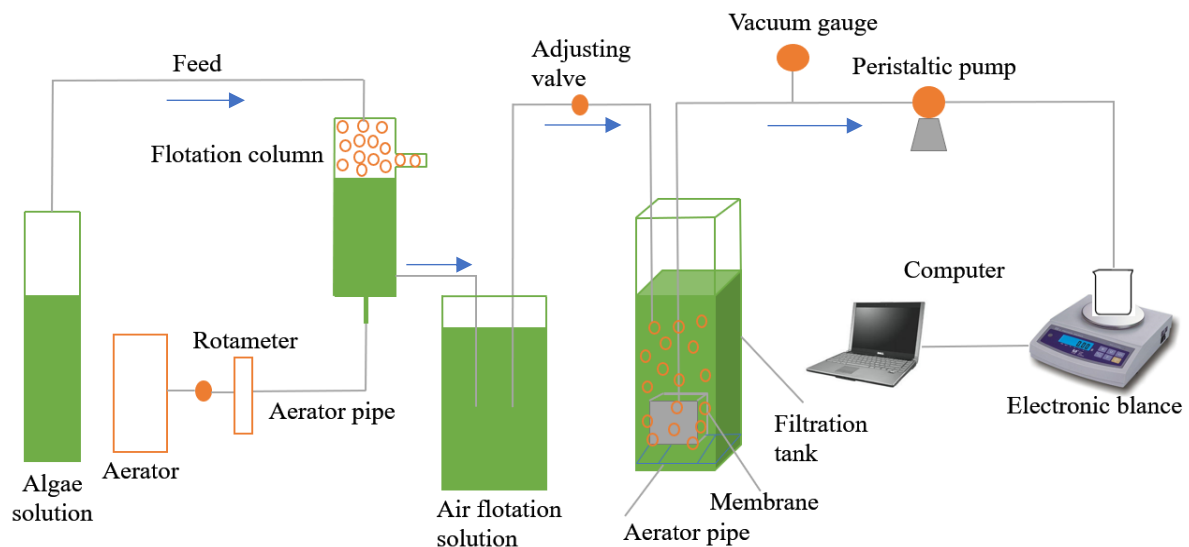 Vacuum gauge
Adjusting
valve
Peristaltic pump
Feed
Flotation column
Computer
Rotameter
Aerator pipe
Electronic blance
Filtration
tank
Aerator
Algae
solution
Membrane
Air flotation
solution
Aerator pipe